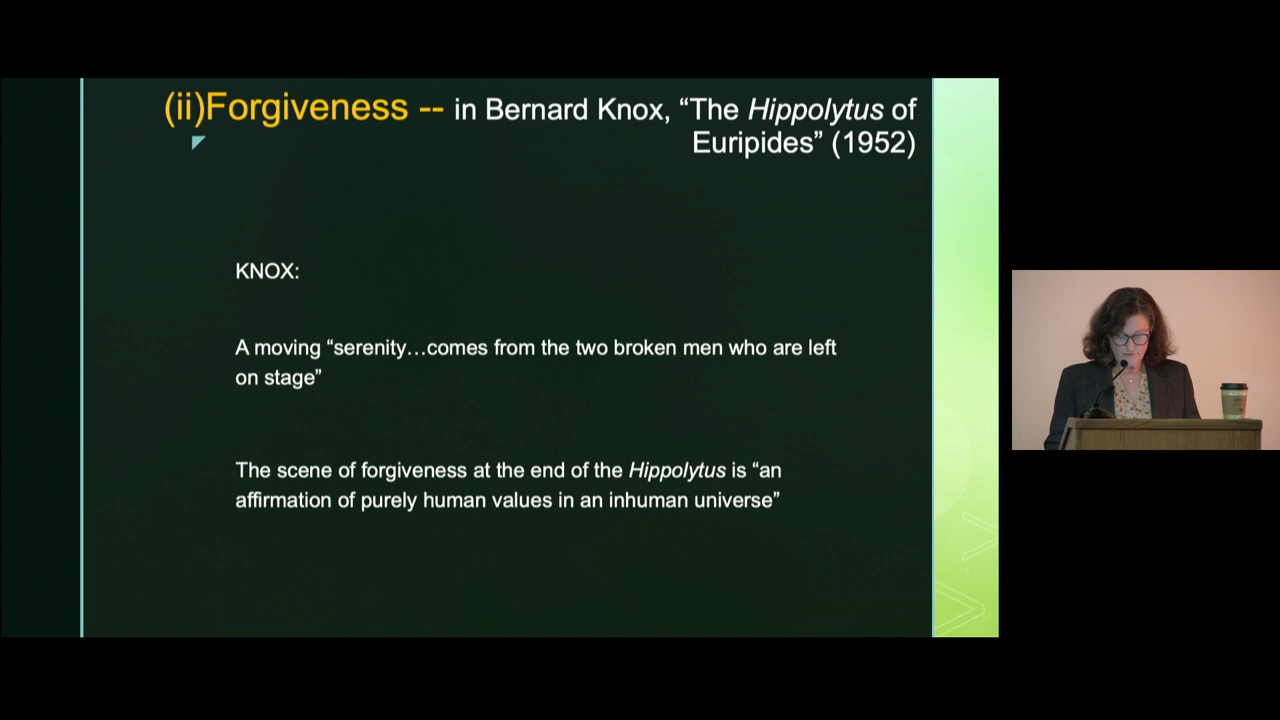 (ii)Forgiveness -- in Bernard Knox, “The Hippolytus of
Euripides” (1952)
KNOX:
A moving “serenity…comes from the two broken men who are left
on stage”
The scene of forgiveness at the end of the Hippolytus is “an
affirmation of purely human values in an inhuman universe”